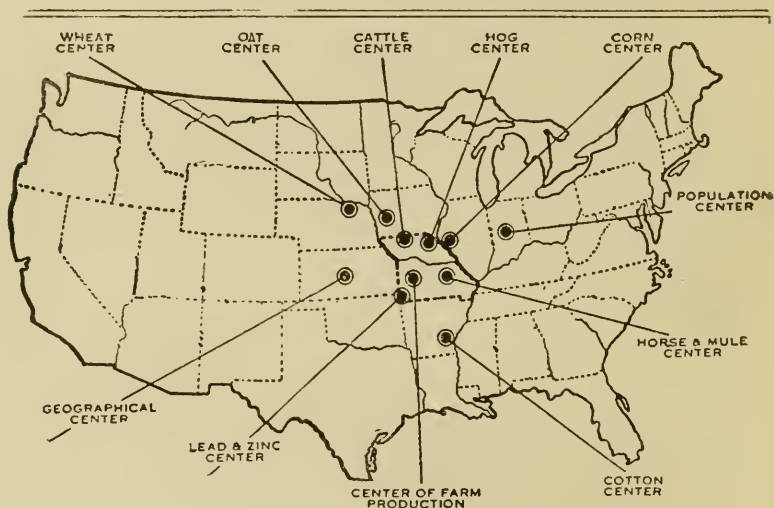 WHEAT
CENTER
OAT
CENTER
CATTLE
CENTER
HOG
CENTER
CORN
CENTER
POPULATION
CENTER
HORSE & MULE
CENTER
GEOGRAPHICAL
CENTER
LEAD & ZINC
CENTER
CENTER OF FARM
PRODUCTION
COTTON
CENTER